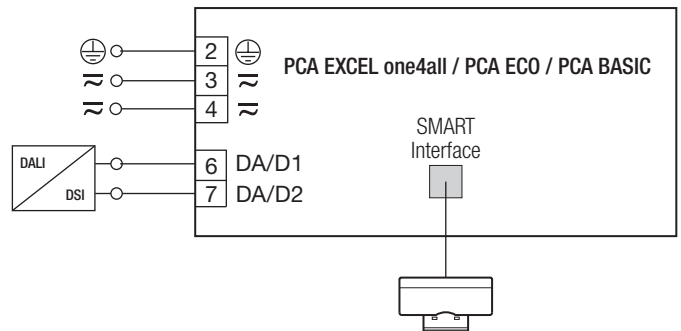 2
PCA EXCEL one4all / PCA ECO / PCA BASIC
3
4
SMART
Interface
DALI
DSI
6 DA/D1
7 DA/D2